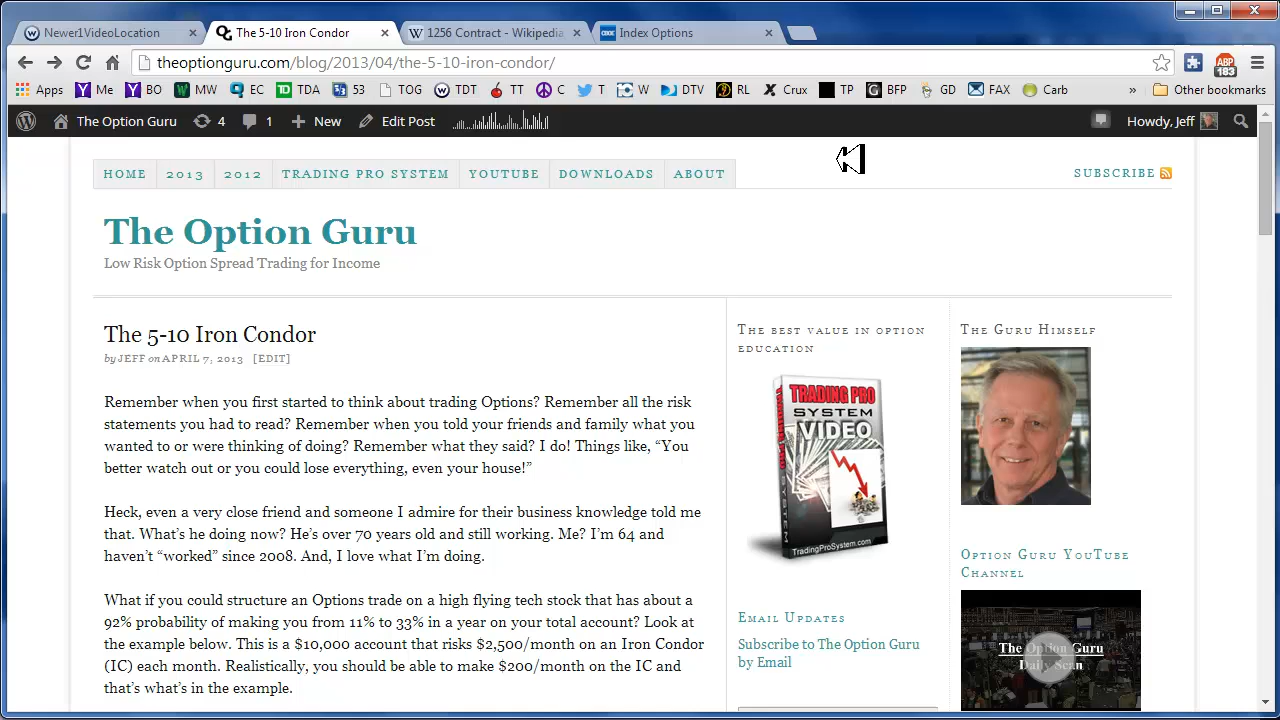 Newer1VideoLocation
The 5-10 Iron Condor
1256 Contract - Wikipedia
Index Options
theoptionguru.com/blog/2013/04/the-5-10-iron-condor/
ABP
183
Apps
Me
BO
MW
EC
TDA
53
TOG
TDT
TT
C
T
W
DTV
RL
Crux
TP
BFP
GD
FAX
Carb
»
Other bookmarks
The Option Guru
4
1
New
Edit Post
Howdy, Jeff
HOME
2013
2012
TRADING PRO SYSTEM
YOUTUBE
DOWNLOADS
ABOUT
SUBSCRIBE
The Option Guru
Low Risk Option Spread Trading for Income
The 5-10 Iron Condor
by JEFF on APRIL 7, 2013 [EDIT]
when you first started to think about trading Options? Remember all the risk
statements you had to read? Remember when you told your friends and family what you
wanted to or were thinking of doing? Remember what they said? I do! Things like, “You
better watch out or you could lose everything, even your house!”
Heck, even a very close friend and someone I admire for their business knowledge told me
that. What’s he doing now? He’s over 70 years old and still working. Me? I’m 64 and
haven’t “worked” since 2008. And, I love what I’m doing.
What if you could structure an Options trade on a high flying tech stock that has about a
92% probability of making you from 24% to 33% in a year on your total account? Look at
the example below. This is a $10,000 account that risks $2,500/month on an Iron Condor
(IC) each month. Realistically you should be able to make $200/month on the IC and
that’s what’s in the example.
The best value in option
education
TRADING PRO
SYSTEM
VIDEO
TradingProSystem.com
Email Updates
Subscribe to The Option Guru
by Email
The Guru Himself
Option Guru YouTube
Channel
The Option Guru
Daily Scan